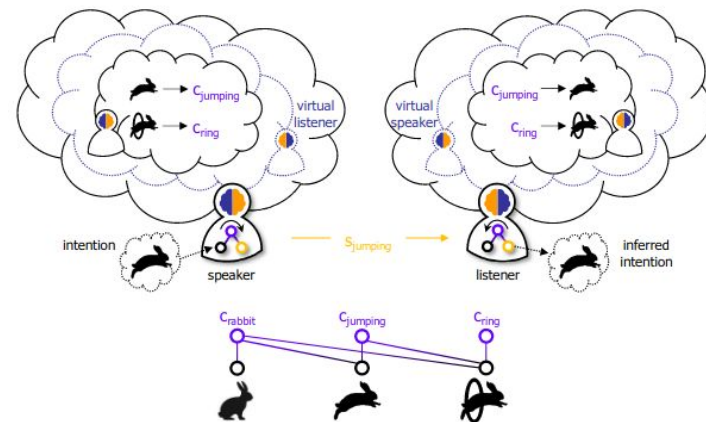 c_jumping
c_ring
virtual
listener
virtual
speaker
c_jumping
c_ring
intention
speaker
s_jumping
listener
inferred
intention
c_rabbit c_jumping c_ring